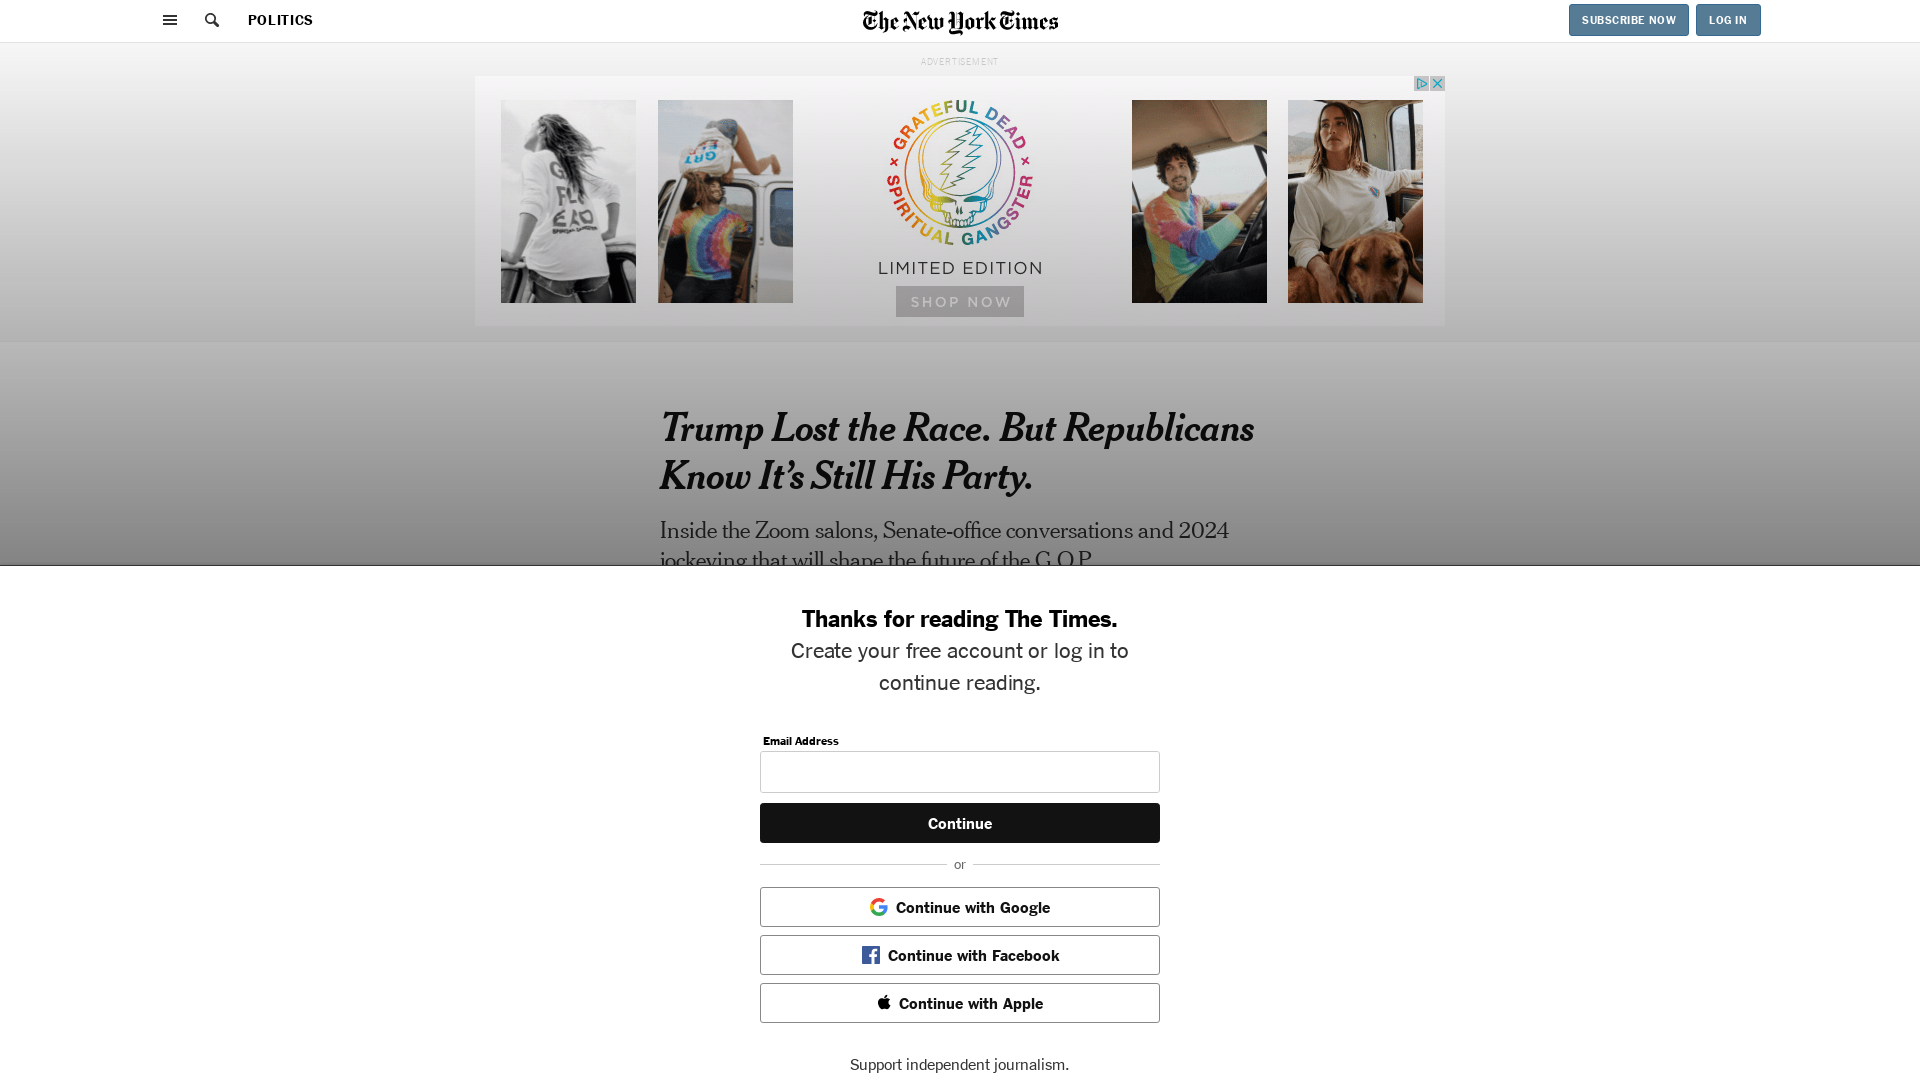 POLITICS
The New York Times
SUBSCRIBE NOW
LOG IN
ADVERTISEMENT
GRATEFUL DEAD × SPIRITUAL GANGSTER ×
LIMITED EDITION
SHOP NOW
Trump Lost the Race. But Republicans
Know It’s Still His Party.
Inside the Zoom salons, Senate-office conversations and 2024
jockeying that will shape the future of the G.O.P.
Thanks for reading The Times.
Create your free account or log in to
continue reading.
Email Address
Continue
or
Continue with Google
Continue with Facebook
Continue with Apple
Support independent journalism.